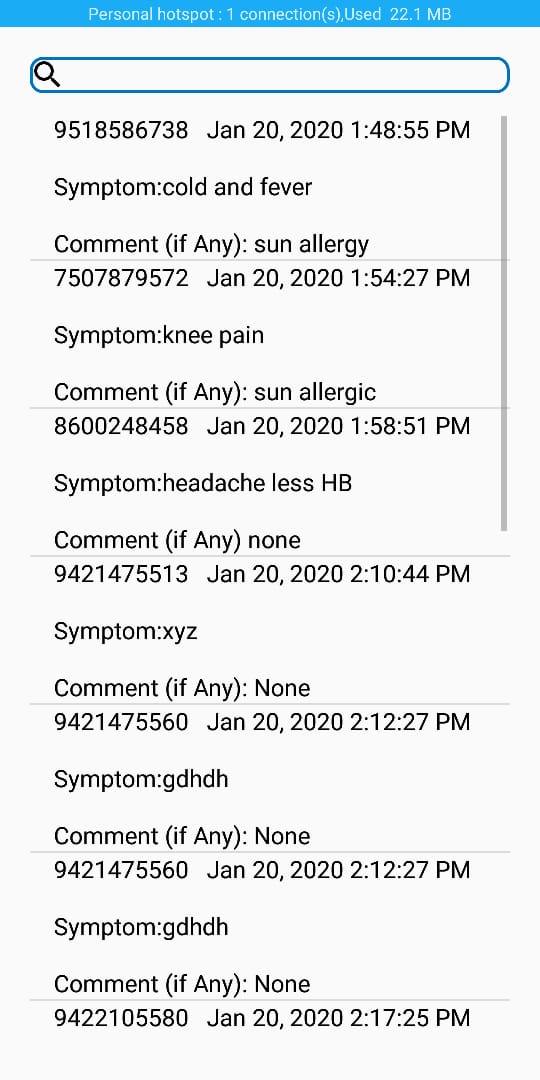 Personal hotspot : 1 connection(s),Used  22.1 MB
9518586738   Jan 20, 2020 1:48:55 PM
Symptom:cold and fever
Comment (if Any): sun allergy
7507879572   Jan 20, 2020 1:54:27 PM
Symptom:knee pain
Comment (if Any): sun allergic
8600248458   Jan 20, 2020 1:58:51 PM
Symptom:headache less HB
Comment (if Any) none
9421475513   Jan 20, 2020 2:10:44 PM
Symptom:xyz
Comment (if Any): None
9421475560   Jan 20, 2020 2:12:27 PM
Symptom:gdhdh
Comment (if Any): None
9421475560   Jan 20, 2020 2:12:27 PM
Symptom:gdhdh
Comment (if Any): None
9422105580   Jan 20, 2020 2:17:25 PM